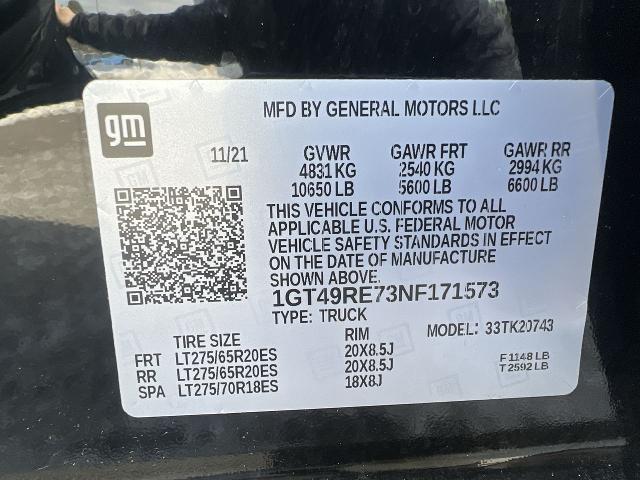 gm
MFD BY GENERAL MOTORS LLC
11/21 GVWR GAWR FRT GAWR RR
4831 KG 2540 KG 2994 KG
10650 LB 5600 LB 6600 LB
THIS VEHICLE CONFORMS TO ALL
APPLICABLE U.S. FEDERAL MOTOR
VEHICLE SAFETY STANDARDS IN EFFECT
ON THE DATE OF MANUFACTURE
SHOWN ABOVE.
1GT49RE73NF171573
TYPE: TRUCK MODEL: 33TK20743
TIRE SIZE RIM
FRT LT275/65R20ES 20X8.5J F 1148 LB
RR LT275/65R20ES 20X8.5J T 2592 LB
SPA LT275/70R18ES 18X8J